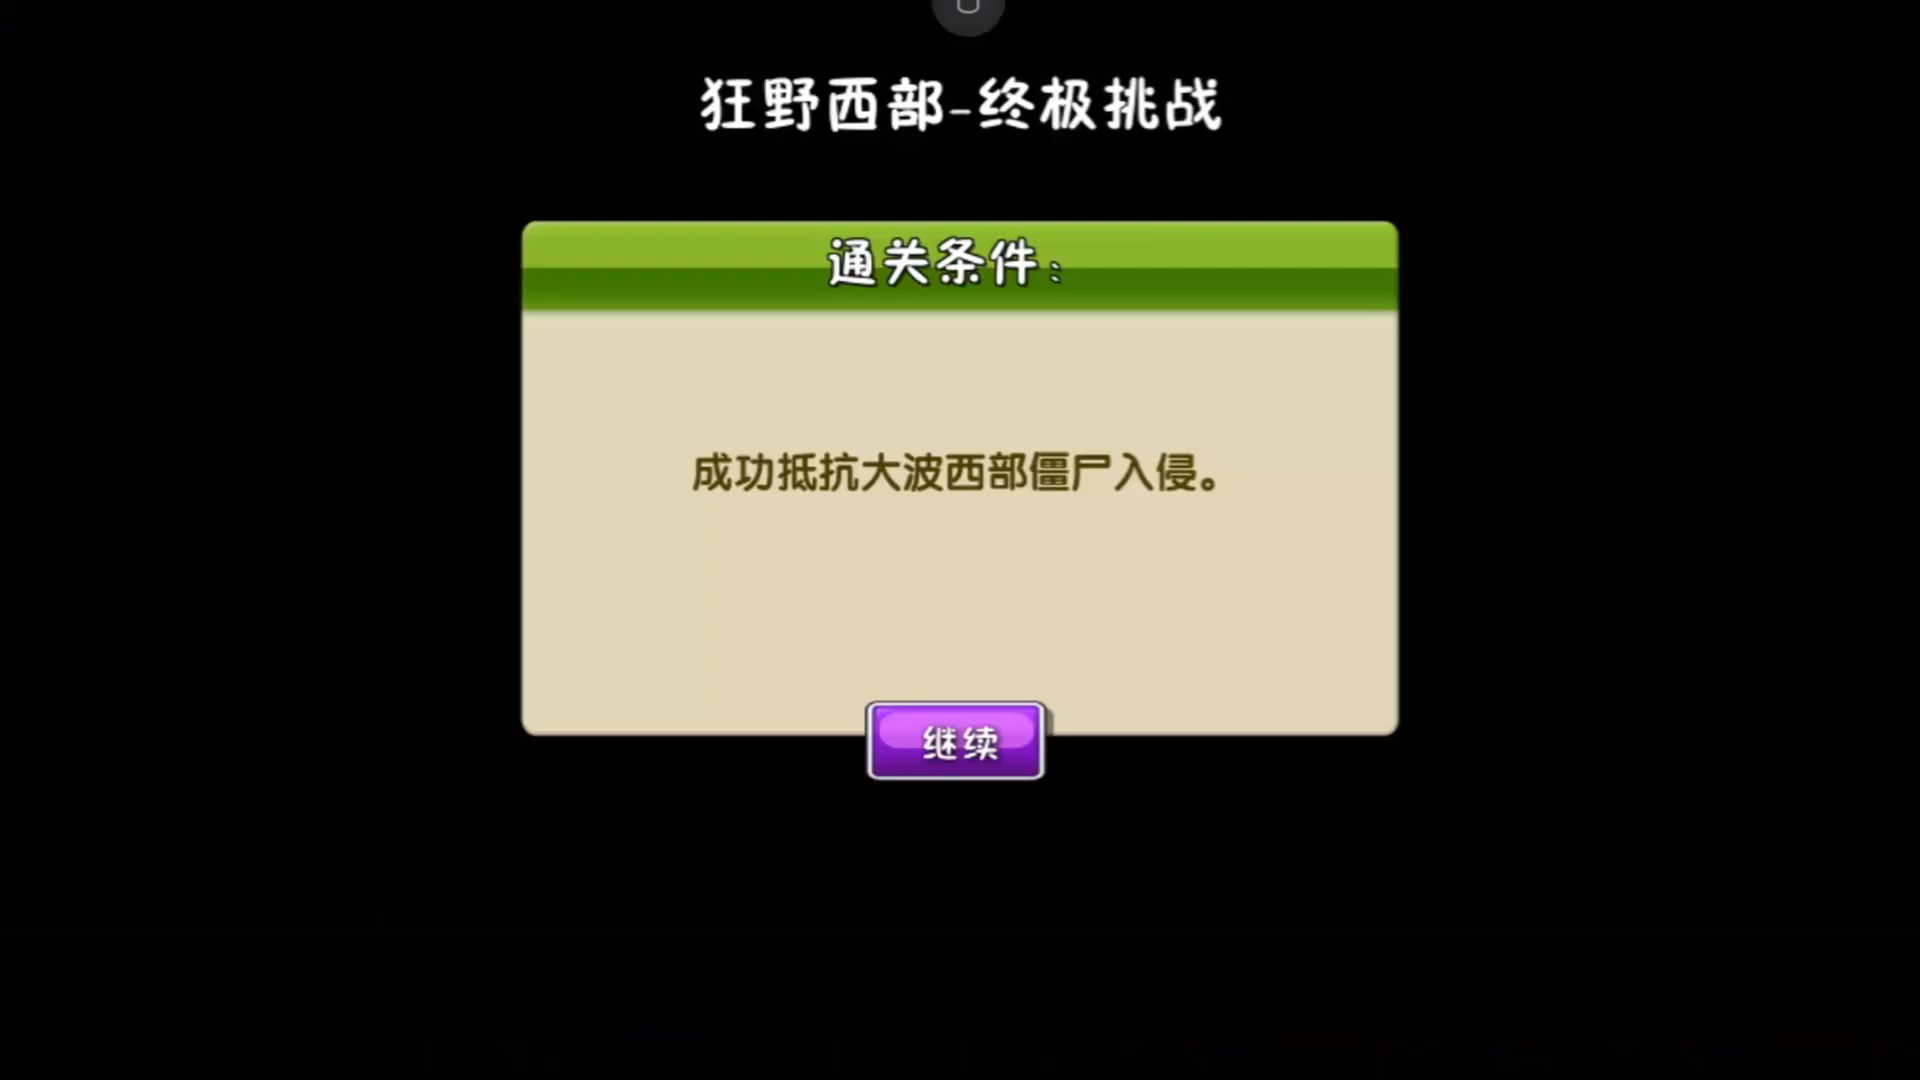 狂野西部-终极挑战
通关条件：
成功抵抗大波西部僵尸入侵。
继续